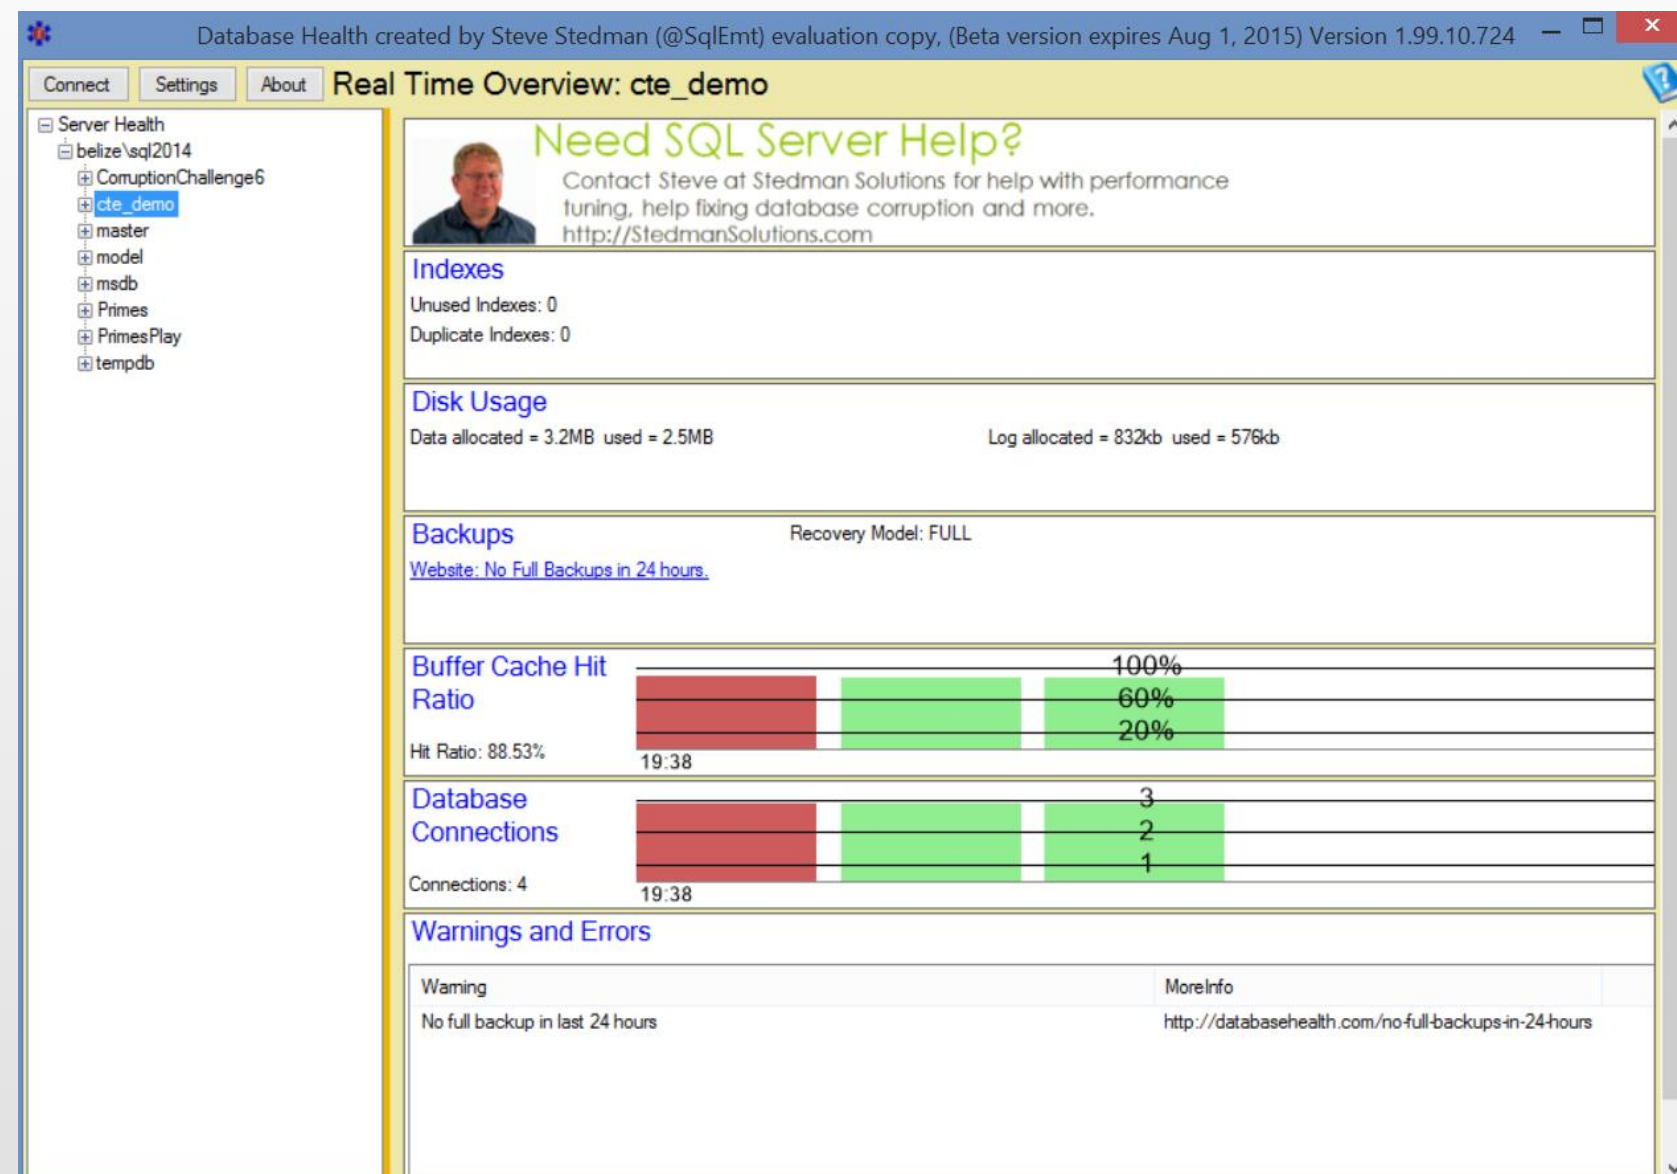 Database Health created by Steve Stedman (@SqlEmt) evaluation copy, (Beta version expires Aug 1, 2015) Version 1.99.10.724
Connect Settings About Real Time Overview: cte_demo
Server Health
belize\sql2014
CorruptionChallenge6
cte_demo
master
model
msdb
Primes
PrimesPlay
tempdb
Need SQL Server Help?
Contact Steve at Stedman Solutions for help with performance
tuning, help fixing database corruption and more.
http://StedmanSolutions.com
Indexes
Unused Indexes: 0
Duplicate Indexes: 0
Disk Usage
Data allocated = 3.2MB used = 2.5MB Log allocated = 832kb used = 576kb
Backups Recovery Model: FULL
Website: No Full Backups in 24 hours.
Buffer Cache Hit
Ratio
Hit Ratio: 88.53%
100%
60%
20%
19:38
Database
Connections
Connections: 4
3
2
1
19:38
Warnings and Errors
Warning MoreInfo
No full backup in last 24 hours http://databasehealth.com/no-full-backups-in-24-hours